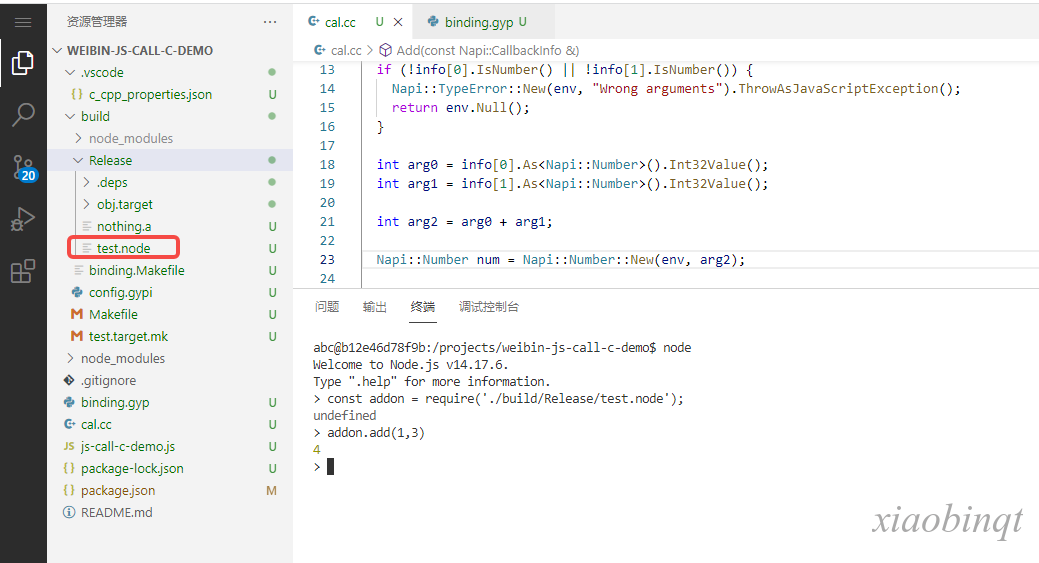 资源管理器 ···
WEIBIN-JS-CALL-C-DEMO
.vscode
{} c_cpp_properties.json U
build
node_modules
Release
.deps
obj.target
nothing.a U
test.node U
binding.Makefile U
config.gypi U
M Makefile U
M test.target.mk U
node_modules
.gitignore
binding.gyp U
cal.cc U
JS js-call-c-demo.js U
{} package-lock.json U
{} package.json M
README.md
20
cal.cc U
binding.gyp U
cal.cc > Add(const Napi::CallbackInfo &)
13 if (!info[0].IsNumber() || !info[1].IsNumber()) {
14 Napi::TypeError::New(env, "Wrong arguments").ThrowAsJavaScriptException();
15 return env.Null();
16 }
17
18 int arg0 = info[0].As<Napi::Number>().Int32Value();
19 int arg1 = info[1].As<Napi::Number>().Int32Value();
20
21 int arg2 = arg0 + arg1;
22
23 Napi::Number num = Napi::Number::New(env, arg2);
24
问题 输出 终端 调试控制台
abc@b12e46d78f9b:/projects/weibin-js-call-c-demo$ node
Welcome to Node.js v14.17.6.
Type ".help" for more information.
> const addon = require('./build/Release/test.node');
undefined
> addon.add(1,3)
4
>
xiaobinqt